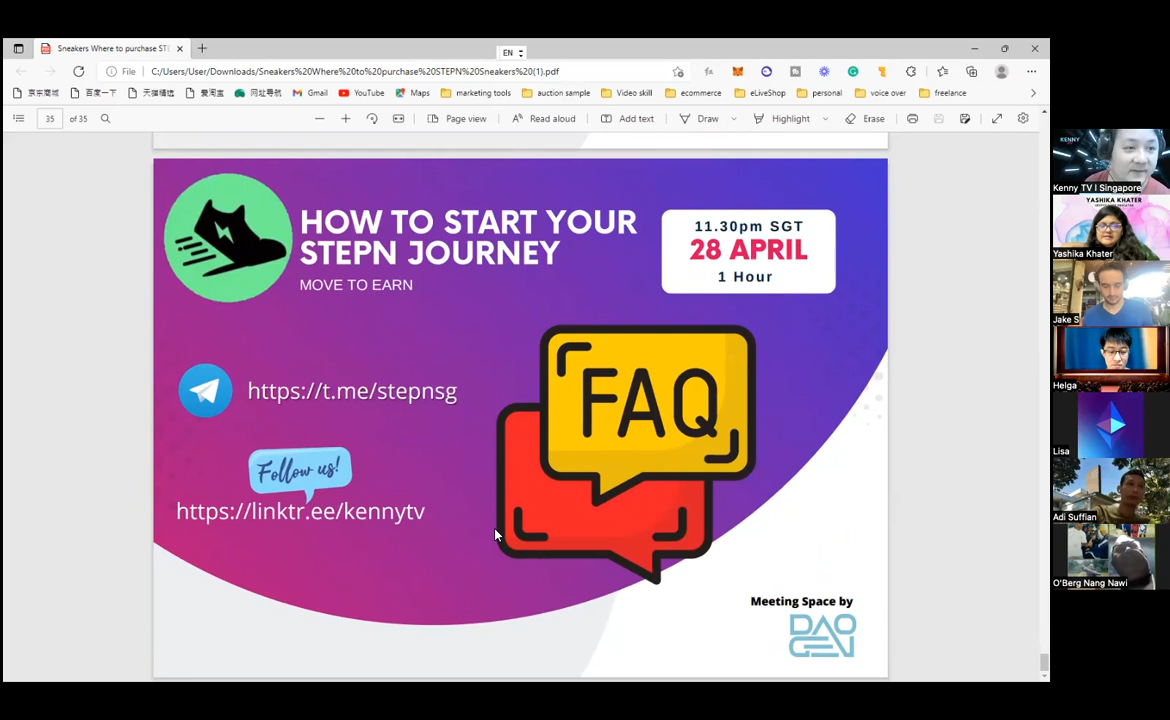 Sneakers Where to purchase STE
EN
File
C:/Users/User/Downloads/Sneakers%20Where%20to%20purchase%20STEPN%20Sneakers%20(1).pdf
京东商城
百度一下
天猫精选
爱淘宝
网址导航
Gmail
YouTube
Maps
marketing tools
auction sample
Video skill
ecommerce
eLiveShop
personal
voice over
freelance
35
of 35
Page view
Read aloud
Add text
Draw
Highlight
Erase
HOW TO START YOUR
STEPN JOURNEY
MOVE TO EARN
11.30pm SGT
28 APRIL
1 Hour
https://t.me/stepnsg
Follow us!
https://linktr.ee/kennytv
FAQ
Meeting Space by
DAO
GEN
KENNY
Kenny TV I Singapore
YASHIKA KHATER
Yashika Khater
Jake S
Helga
Lisa
Adi Suffian
O'Berg Nang Nawi